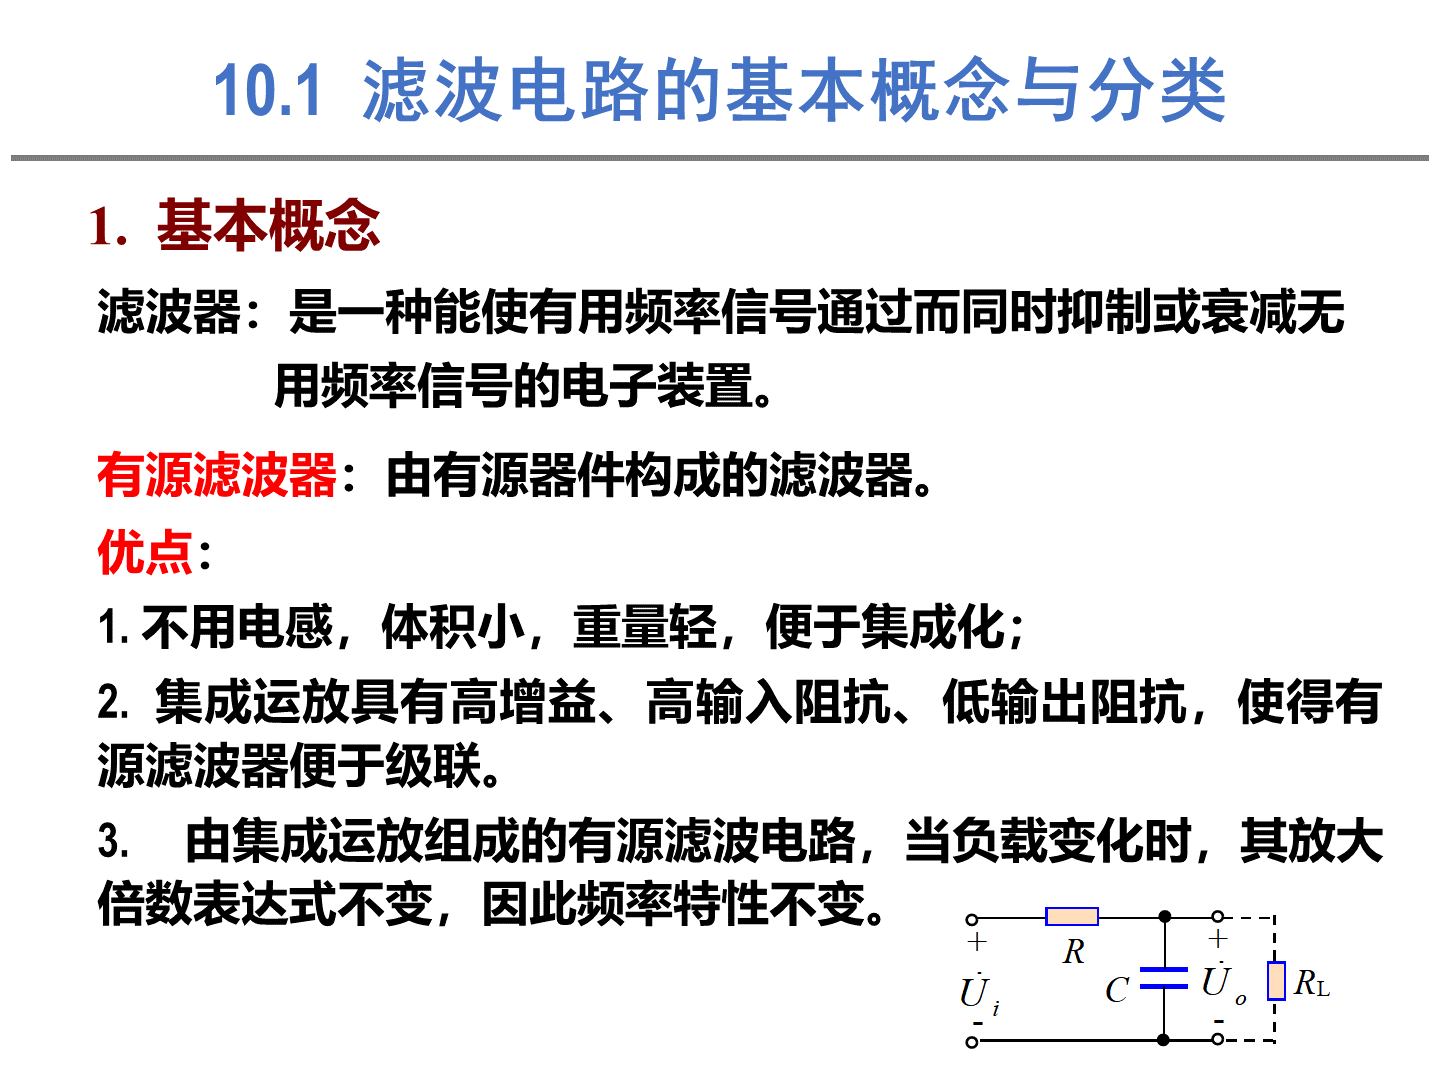 10.1 滤波电路的基本概念与分类
1. 基本概念
滤波器：是一种能使有用频率信号通过而同时抑制或衰减无
用频率信号的电子装置。
有源滤波器：由有源器件构成的滤波器。
优点：
1. 不用电感，体积小，重量轻，便于集成化；
2. 集成运放具有高增益、高输入阻抗、低输出阻抗，使得有
源滤波器便于级联。
3. 由集成运放组成的有源滤波电路，当负载变化时，其放大
倍数表达式不变，因此频率特性不变。
+ R +
U̇i C U̇o RL
- -